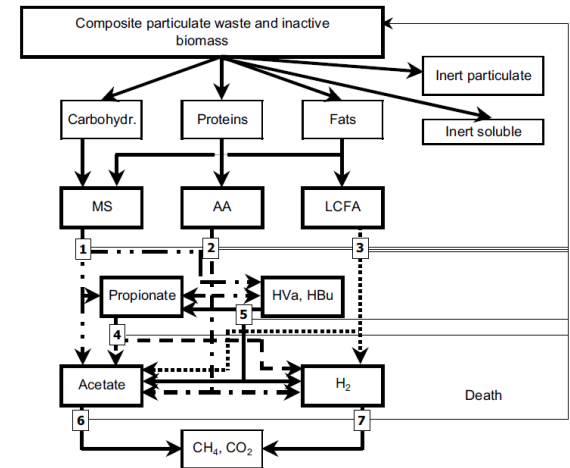 Composite particulate waste and inactive
biomass
Inert particulate
Carbohydr.
Proteins
Fats
Inert soluble
MS
AA
LCFA
1
2
3
Propionate
HVa, HBu
5
4
Acetate
H₂
Death
6
7
CH₄, CO₂